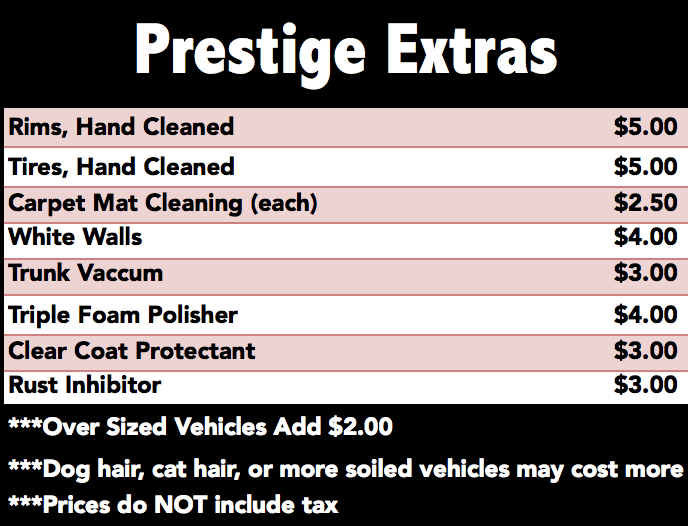 Prestige Extras
Rims, Hand Cleaned $5.00
Tires, Hand Cleaned $5.00
Carpet Mat Cleaning (each) $2.50
White Walls $4.00
Trunk Vaccum $3.00
Triple Foam Polisher $4.00
Clear Coat Protectant $3.00
Rust Inhibitor $3.00
***Over Sized Vehicles Add $2.00
***Dog hair, cat hair, or more soiled vehicles may cost more
***Prices do NOT include tax